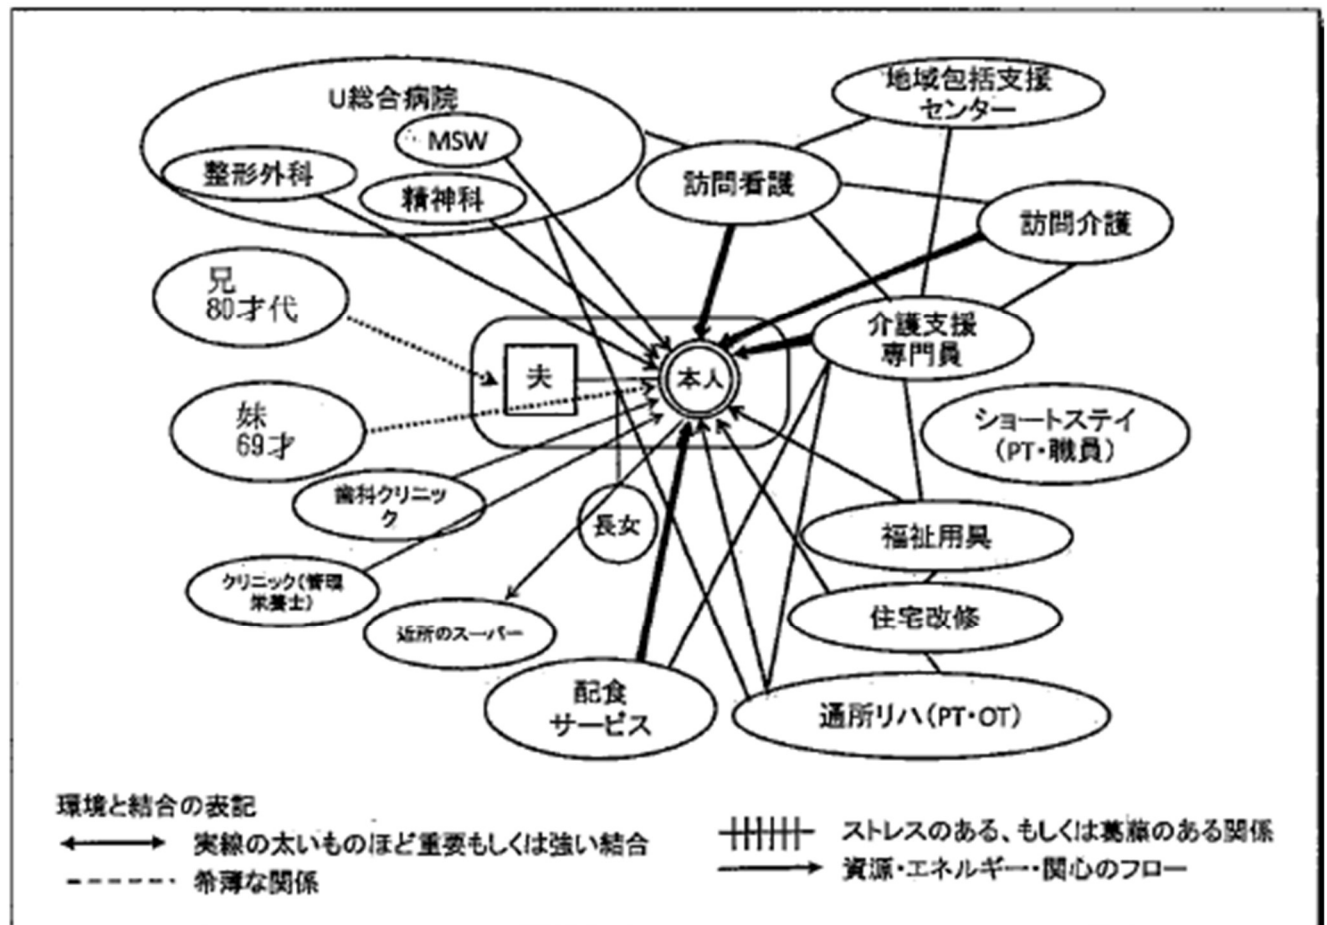 U総合病院
MSW
整形外科
精神科
地域包括支援
センター
訪問看護
訪問介護
兄
80才代
介護支援
専門員
夫
本人
妹
69才
ショートステイ
(PT・職員)
歯科クリニッ
ク
長女
福祉用具
クリニック(管理
栄養士)
近所のスーパー
住宅改修
配食
サービス
通所リハ(PT・OT)
環境と結合の表記
実線の太いものほど重要もしくは強い結合
希薄な関係
ストレスのある、もしくは葛藤のある関係
資源・エネルギー・関心のフロー